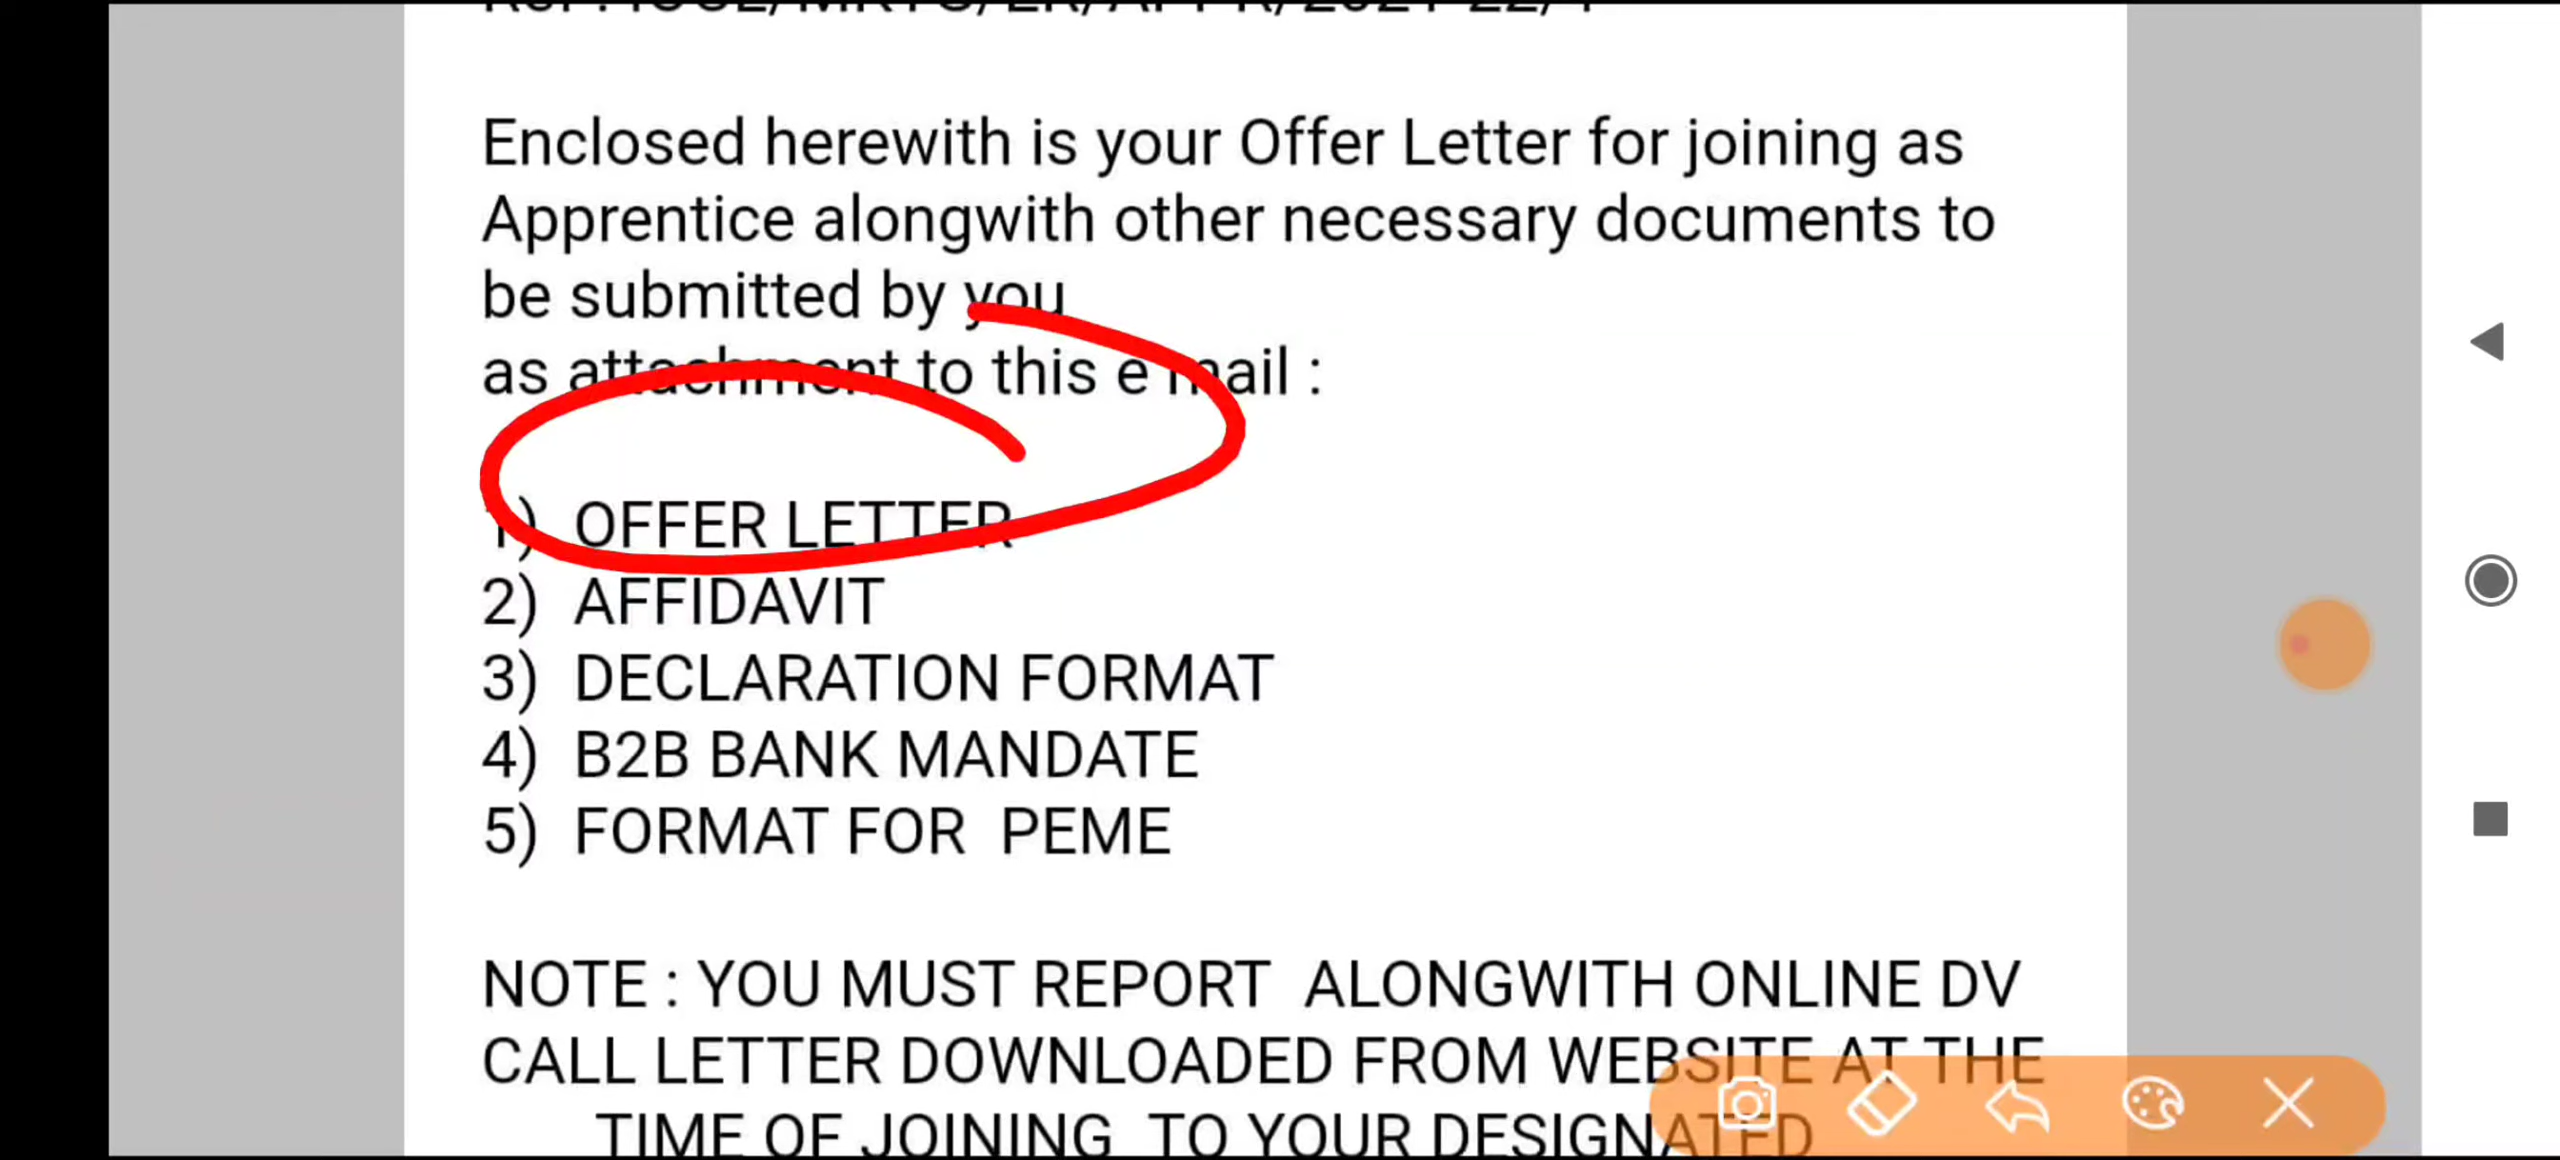 Enclosed herewith is your Offer Letter for joining as
Apprentice alongwith other necessary documents to
be submitted by you
as attachment to this e mail :
1) OFFER LETTER
2) AFFIDAVIT
3) DECLARATION FORMAT
4) B2B BANK MANDATE
5) FORMAT FOR PEME
NOTE : YOU MUST REPORT ALONGWITH ONLINE DV
CALL LETTER DOWNLOADED FROM WEBSITE AT THE
TIME OF JOINING TO YOUR DESIGNATED